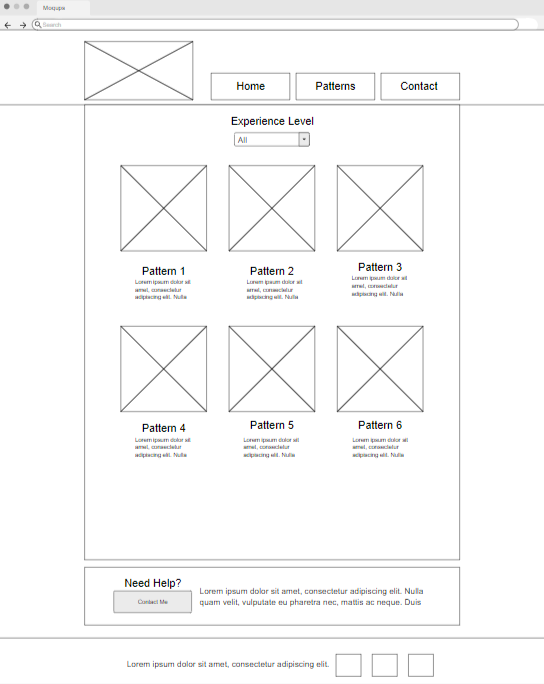 Moqups
Search
Home
Patterns
Contact
Experience Level
All
Pattern 1
Lorem ipsum dolor sit
amet, consectetur
adipiscing elit. Nulla
Pattern 2
Lorem ipsum dolor sit
amet, consectetur
adipiscing elit. Nulla
Pattern 3
Lorem ipsum dolor sit
amet, consectetur
adipiscing elit. Nulla
Pattern 4
Lorem ipsum dolor sit
amet, consectetur
adipiscing elit. Nulla
Pattern 5
Lorem ipsum dolor sit
amet, consectetur
adipiscing elit. Nulla
Pattern 6
Lorem ipsum dolor sit
amet, consectetur
adipiscing elit. Nulla
Need Help?
Contact Me
Lorem ipsum dolor sit amet, consectetur adipiscing elit. Nulla
quam velit, vulputate eu pharetra nec, mattis ac neque. Duis
Lorem ipsum dolor sit amet, consectetur adipiscing elit.